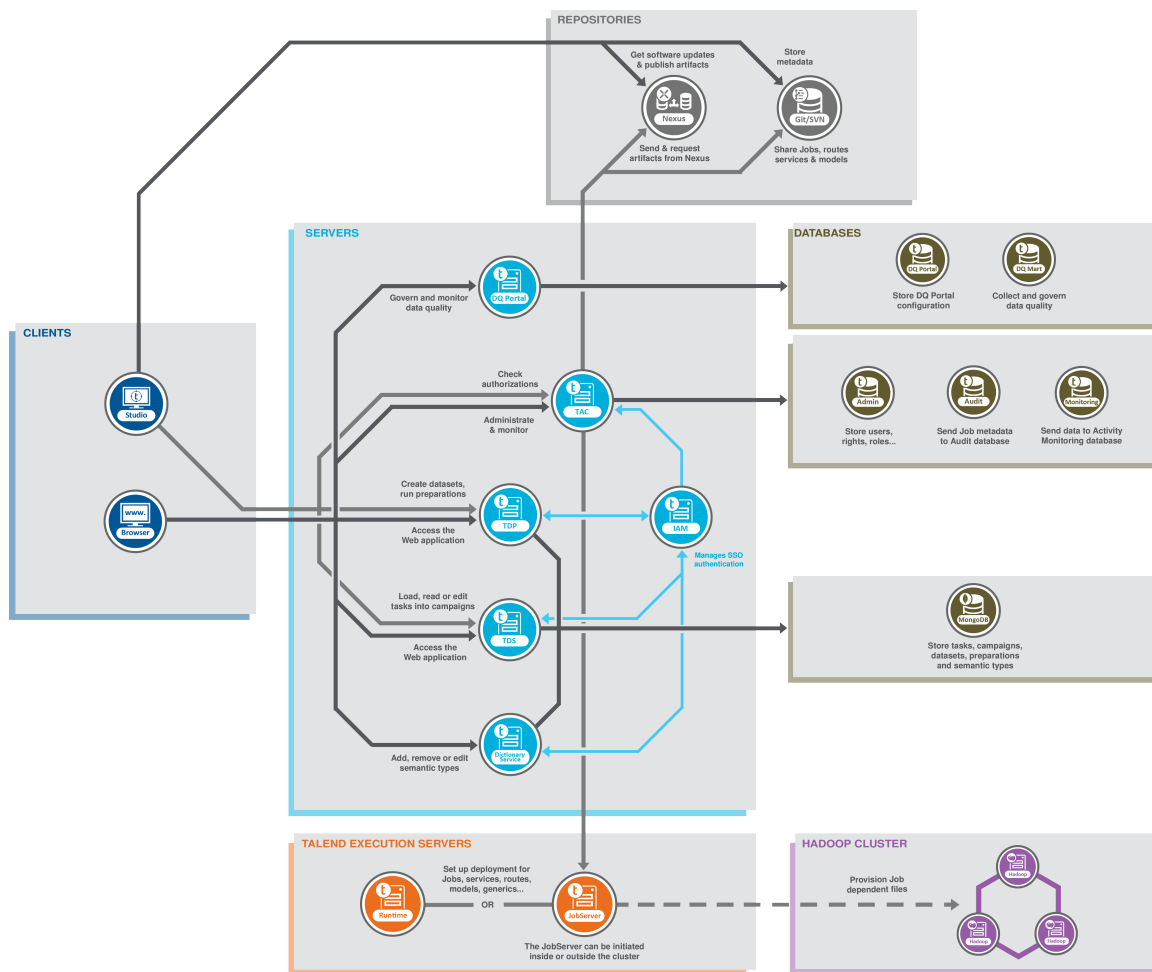 REPOSITORIES
Get software updates
& publish artifacts
Store
metadata
Nexus
Git/SVN
Send & request
artifacts from Nexus
Share Jobs, routes
services & models
SERVERS
DATABASES
t
DQ Portal
Govern and monitor
data quality
t
DQ Portal
Store DQ Portal
configuration
t
DQ Mart
Collect and govern
data quality
CLIENTS
t
Studio
www.
Browser
Check
authorizations
t
TAC
Administrate
& monitor
t
Admin
Store users,
rights, roles...
t
Audit
Send Job metadata
to Audit database
t
Monitoring
Send data to Activity
Monitoring database
Create datasets,
run preparations
t
TDP
Access the
Web application
t
IAM
Manages SSO
authentication
Load, read or edit
tasks into campaigns
t
TDS
Access the
Web application
MongoDB
Store tasks, campaigns,
datasets, preparations
and semantic types
t
Dictionary
Service
Add, remove or edit
semantic types
TALEND EXECUTION SERVERS
Set up deployment for
Jobs, services, routes,
models, generics...
OR
t
Runtime
t
JobServer
The JobServer can be initiated
inside or outside the cluster
HADOOP CLUSTER
Provision Job
dependent files
Hadoop
Hadoop
Hadoop